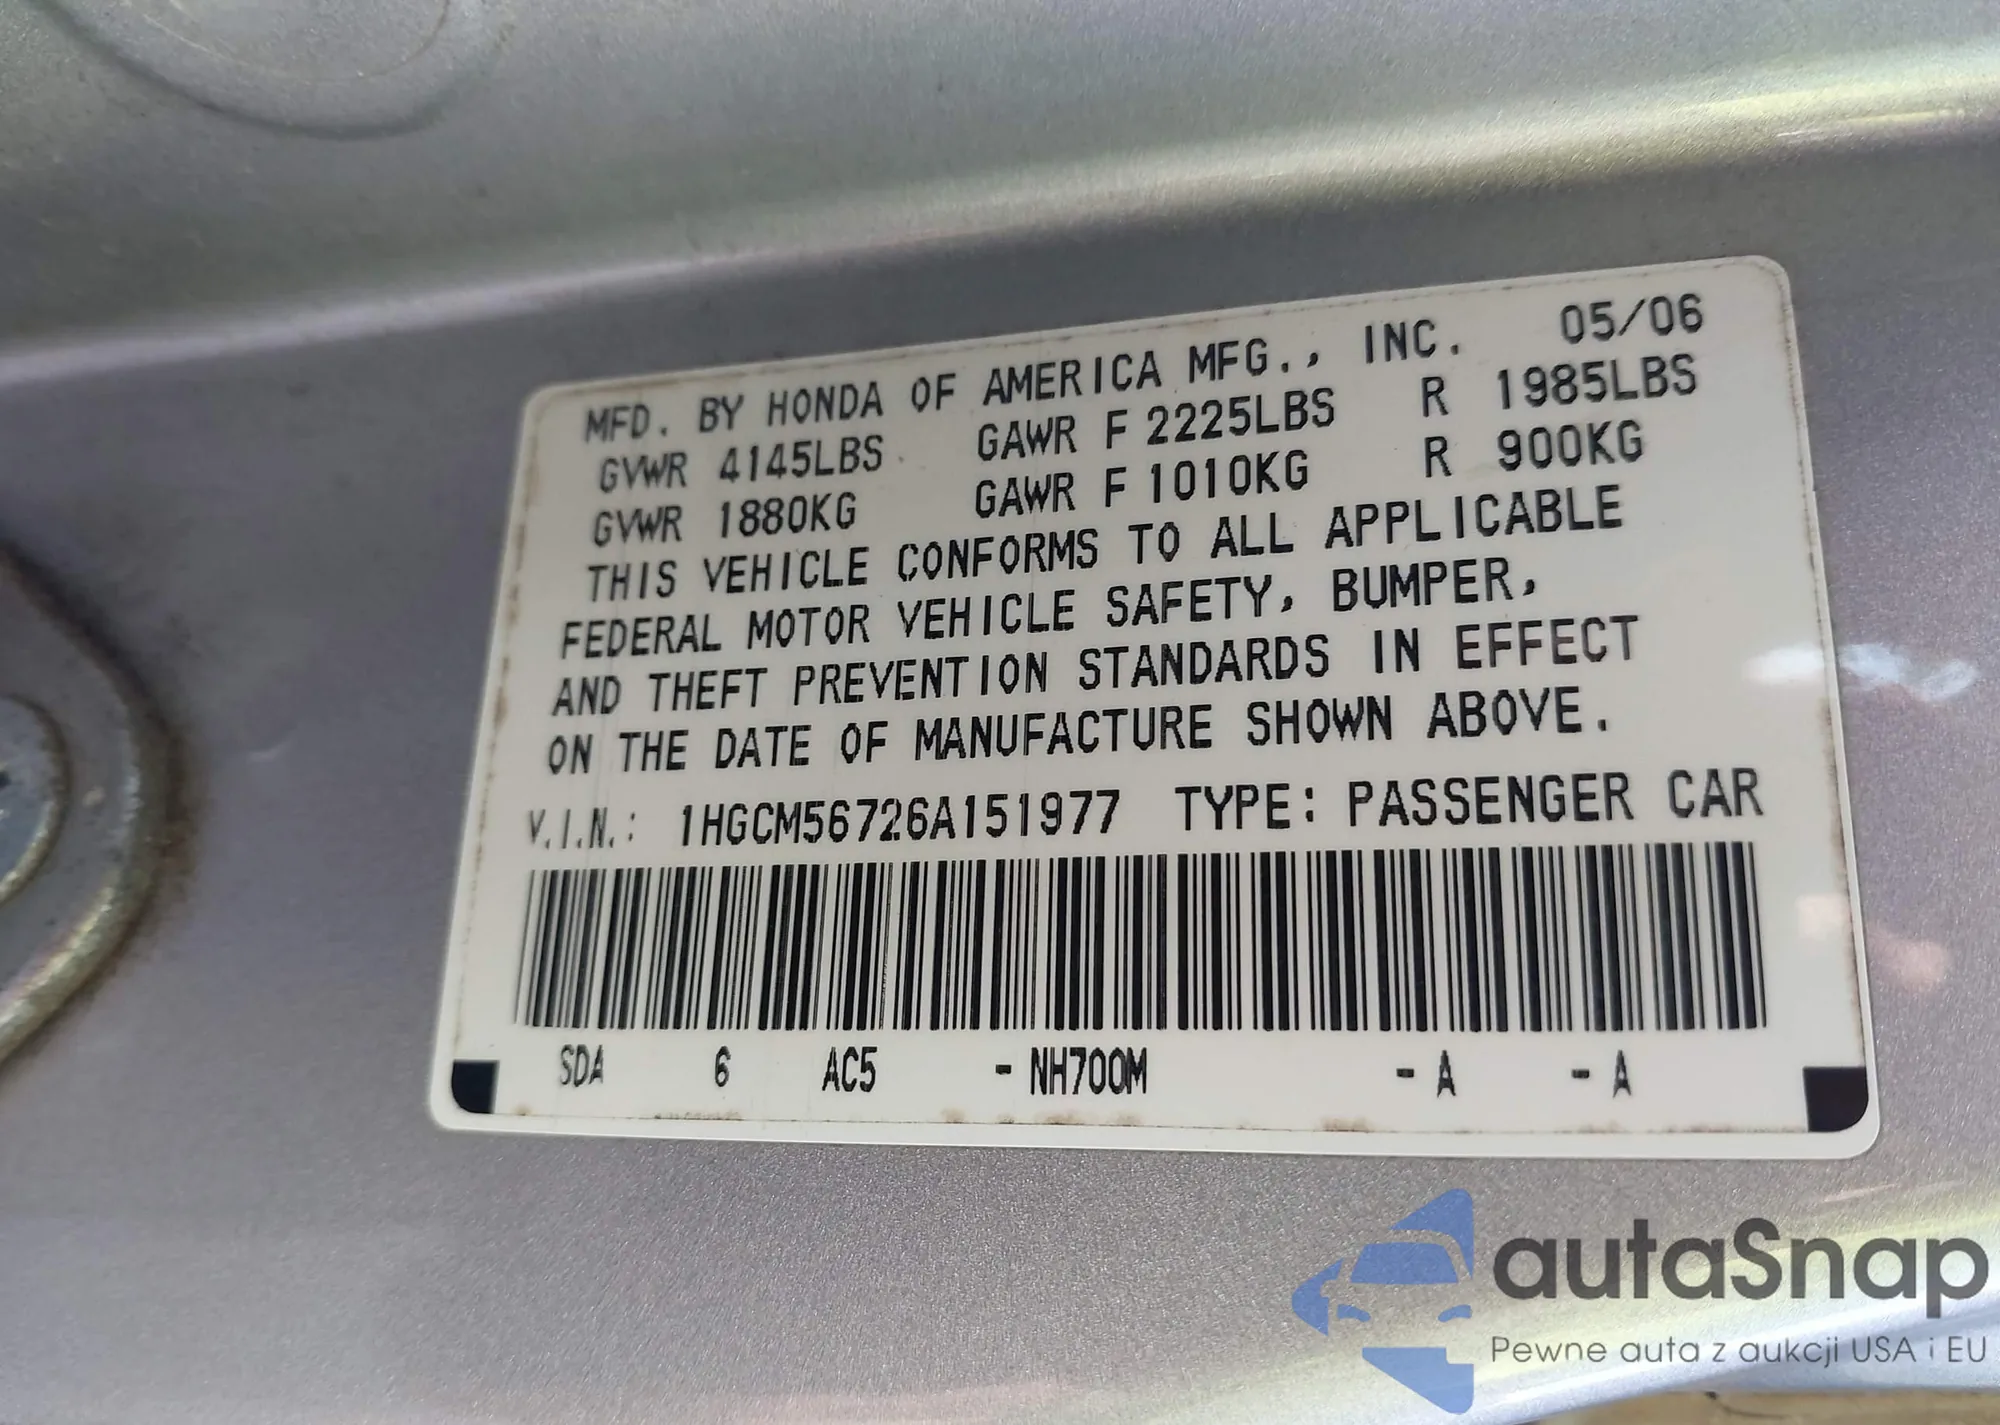 MFD. BY HONDA OF AMERICA MFG., INC. 05/06
GVWR 4145LBS GAWR F 2225LBS R 1985LBS
GVWR 1880KG GAWR F 1010KG R 900KG
THIS VEHICLE CONFORMS TO ALL APPLICABLE
FEDERAL MOTOR VEHICLE SAFETY, BUMPER,
AND THEFT PREVENTION STANDARDS IN EFFECT
ON THE DATE OF MANUFACTURE SHOWN ABOVE.
V.I.N.: 1HGCM56726A151977 TYPE: PASSENGER CAR
SDA 6 AC5 - NH700M - A - A
autaSnap
Pewne auta z aukcji USA i EU